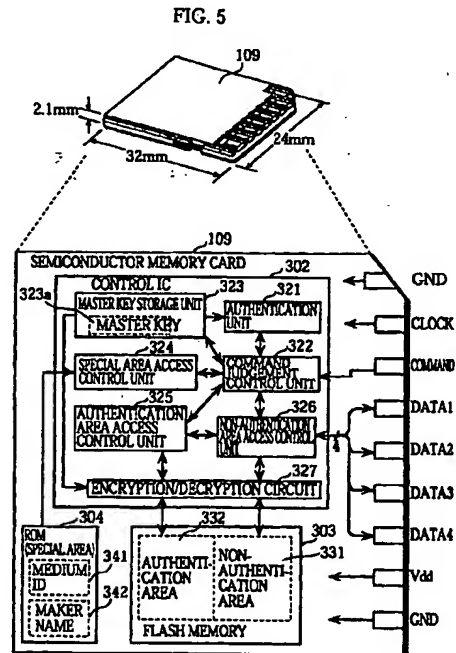 FIG. 5
109
2.1mm
32mm
24mm
109
SEMICONDUCTOR MEMORY CARD
CONTROL IC
302
MASTER KEY STORAGE UNIT
323
321
323a
MASTER KEY
AUTHENTICATION
UNIT
324
322
SPECIAL AREA ACCESS
CONTROL UNIT
COMMAND
JUDGEMENT
CONTROL UNIT
325
326
AUTHENTICATION
AREA ACCESS
CONTROL UNIT
NON-AUTHENTICATION
AREA ACCESS CONTROL
UNIT
4
327
ENCRYPTION/DECRYPTION CIRCUIT
304
332
303
ROM
(SPECIAL AREA)
341
MEDIUM
ID
342
MAKER
NAME
AUTHENTI-
CATION
AREA
NON-
AUTHENTI-
CATION
AREA
331
FLASH MEMORY
GND
CLOCK
COMMAND
DATA1
DATA2
DATA3
DATA4
Vdd
GND